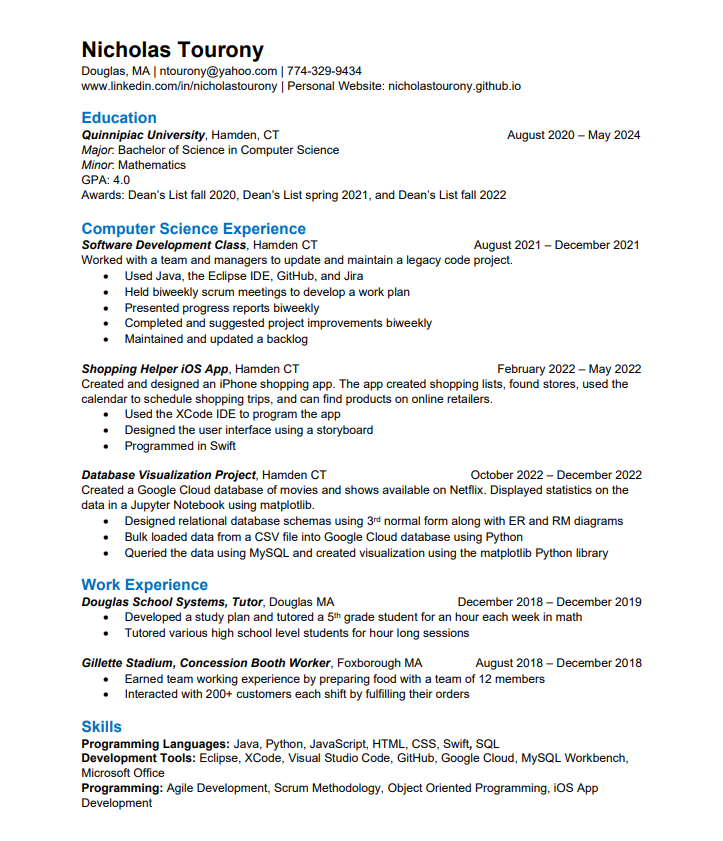 Nicholas Tourony
Douglas, MA | ntourony@yahoo.com | 774-329-9434
www.linkedin.com/in/nicholastourony | Personal Website: nicholastourony.github.io
Education
Quinnipiac University, Hamden, CT August 2020 – May 2024
Major: Bachelor of Science in Computer Science
Minor: Mathematics
GPA: 4.0
Awards: Dean’s List fall 2020, Dean’s List spring 2021, and Dean’s List fall 2022
Computer Science Experience
Software Development Class, Hamden CT August 2021 – December 2021
Worked with a team and managers to update and maintain a legacy code project.
• Used Java, the Eclipse IDE, GitHub, and Jira
• Held biweekly scrum meetings to develop a work plan
• Presented progress reports biweekly
• Completed and suggested project improvements biweekly
• Maintained and updated a backlog
Shopping Helper iOS App, Hamden CT February 2022 – May 2022
Created and designed an iPhone shopping app. The app created shopping lists, found stores, used the
calendar to schedule shopping trips, and can find products on online retailers.
• Used the XCode IDE to program the app
• Designed the user interface using a storyboard
• Programmed in Swift
Database Visualization Project, Hamden CT October 2022 – December 2022
Created a Google Cloud database of movies and shows available on Netflix. Displayed statistics on the
data in a Jupyter Notebook using matplotlib.
• Designed relational database schemas using 3rd normal form along with ER and RM diagrams
• Bulk loaded data from a CSV file into Google Cloud database using Python
• Queried the data using MySQL and created visualization using the matplotlib Python library
Work Experience
Douglas School Systems, Tutor, Douglas MA December 2018 – December 2019
• Developed a study plan and tutored a 5th grade student for an hour each week in math
• Tutored various high school level students for hour long sessions
Gillette Stadium, Concession Booth Worker, Foxborough MA August 2018 – December 2018
• Earned team working experience by preparing food with a team of 12 members
• Interacted with 200+ customers each shift by fulfilling their orders
Skills
Programming Languages: Java, Python, JavaScript, HTML, CSS, Swift, SQL
Development Tools: Eclipse, XCode, Visual Studio Code, GitHub, Google Cloud, MySQL Workbench,
Microsoft Office
Programming: Agile Development, Scrum Methodology, Object Oriented Programming, iOS App
Development